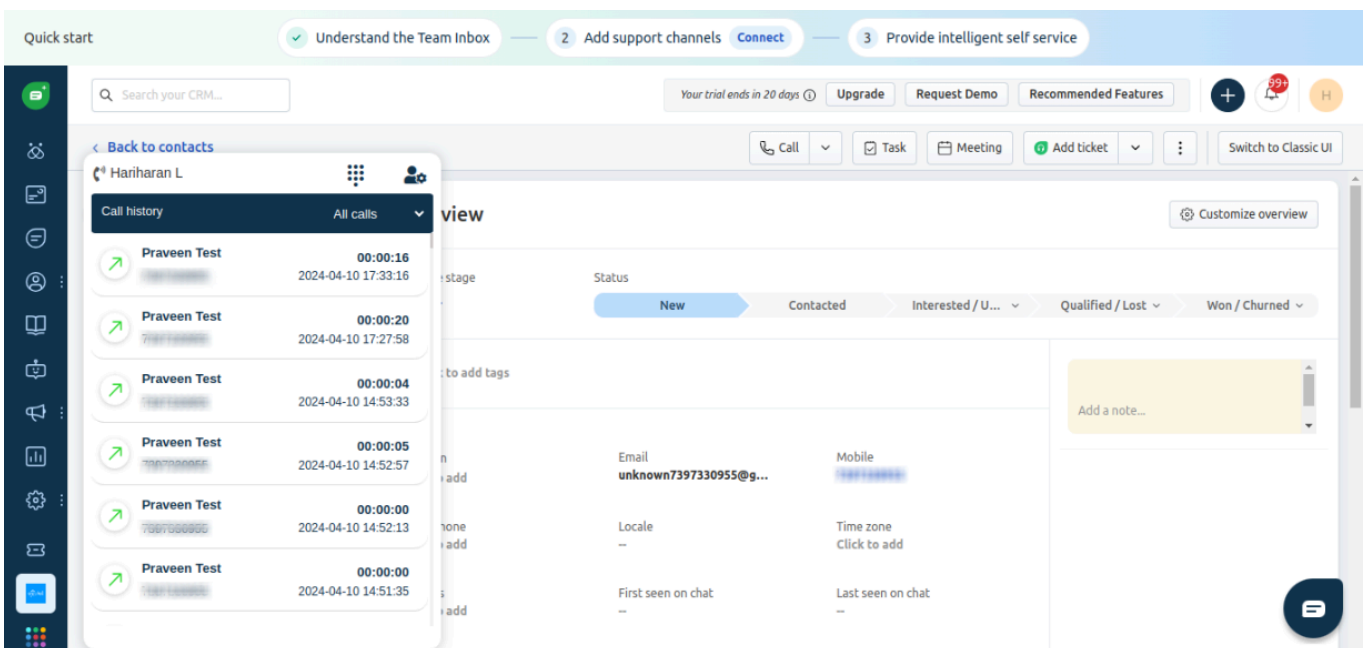 Quick start
Understand the Team Inbox
2 Add support channels Connect
3 Provide intelligent self service
Search your CRM...
Your trial ends in 20 days
Upgrade
Request Demo
Recommended Features
99+
H
Back to contacts
Call
Task
Meeting
Add ticket
Switch to Classic UI
Hariharan L
Call history
All calls
Praveen Test
00:00:16
2024-04-10 17:33:16
Praveen Test
00:00:20
2024-04-10 17:27:58
Praveen Test
00:00:04
2024-04-10 14:53:33
Praveen Test
00:00:05
2024-04-10 14:52:57
Praveen Test
00:00:00
2024-04-10 14:52:13
Praveen Test
00:00:00
2024-04-10 14:51:35
view
Customize overview
stage
Status
New
Contacted
Interested / U...
Qualified / Lost
Won / Churned
to add tags
Add a note...
Email
Mobile
add
unknown7397330955@g...
Locale
Time zone
add
--
Click to add
First seen on chat
Last seen on chat
add
--
--